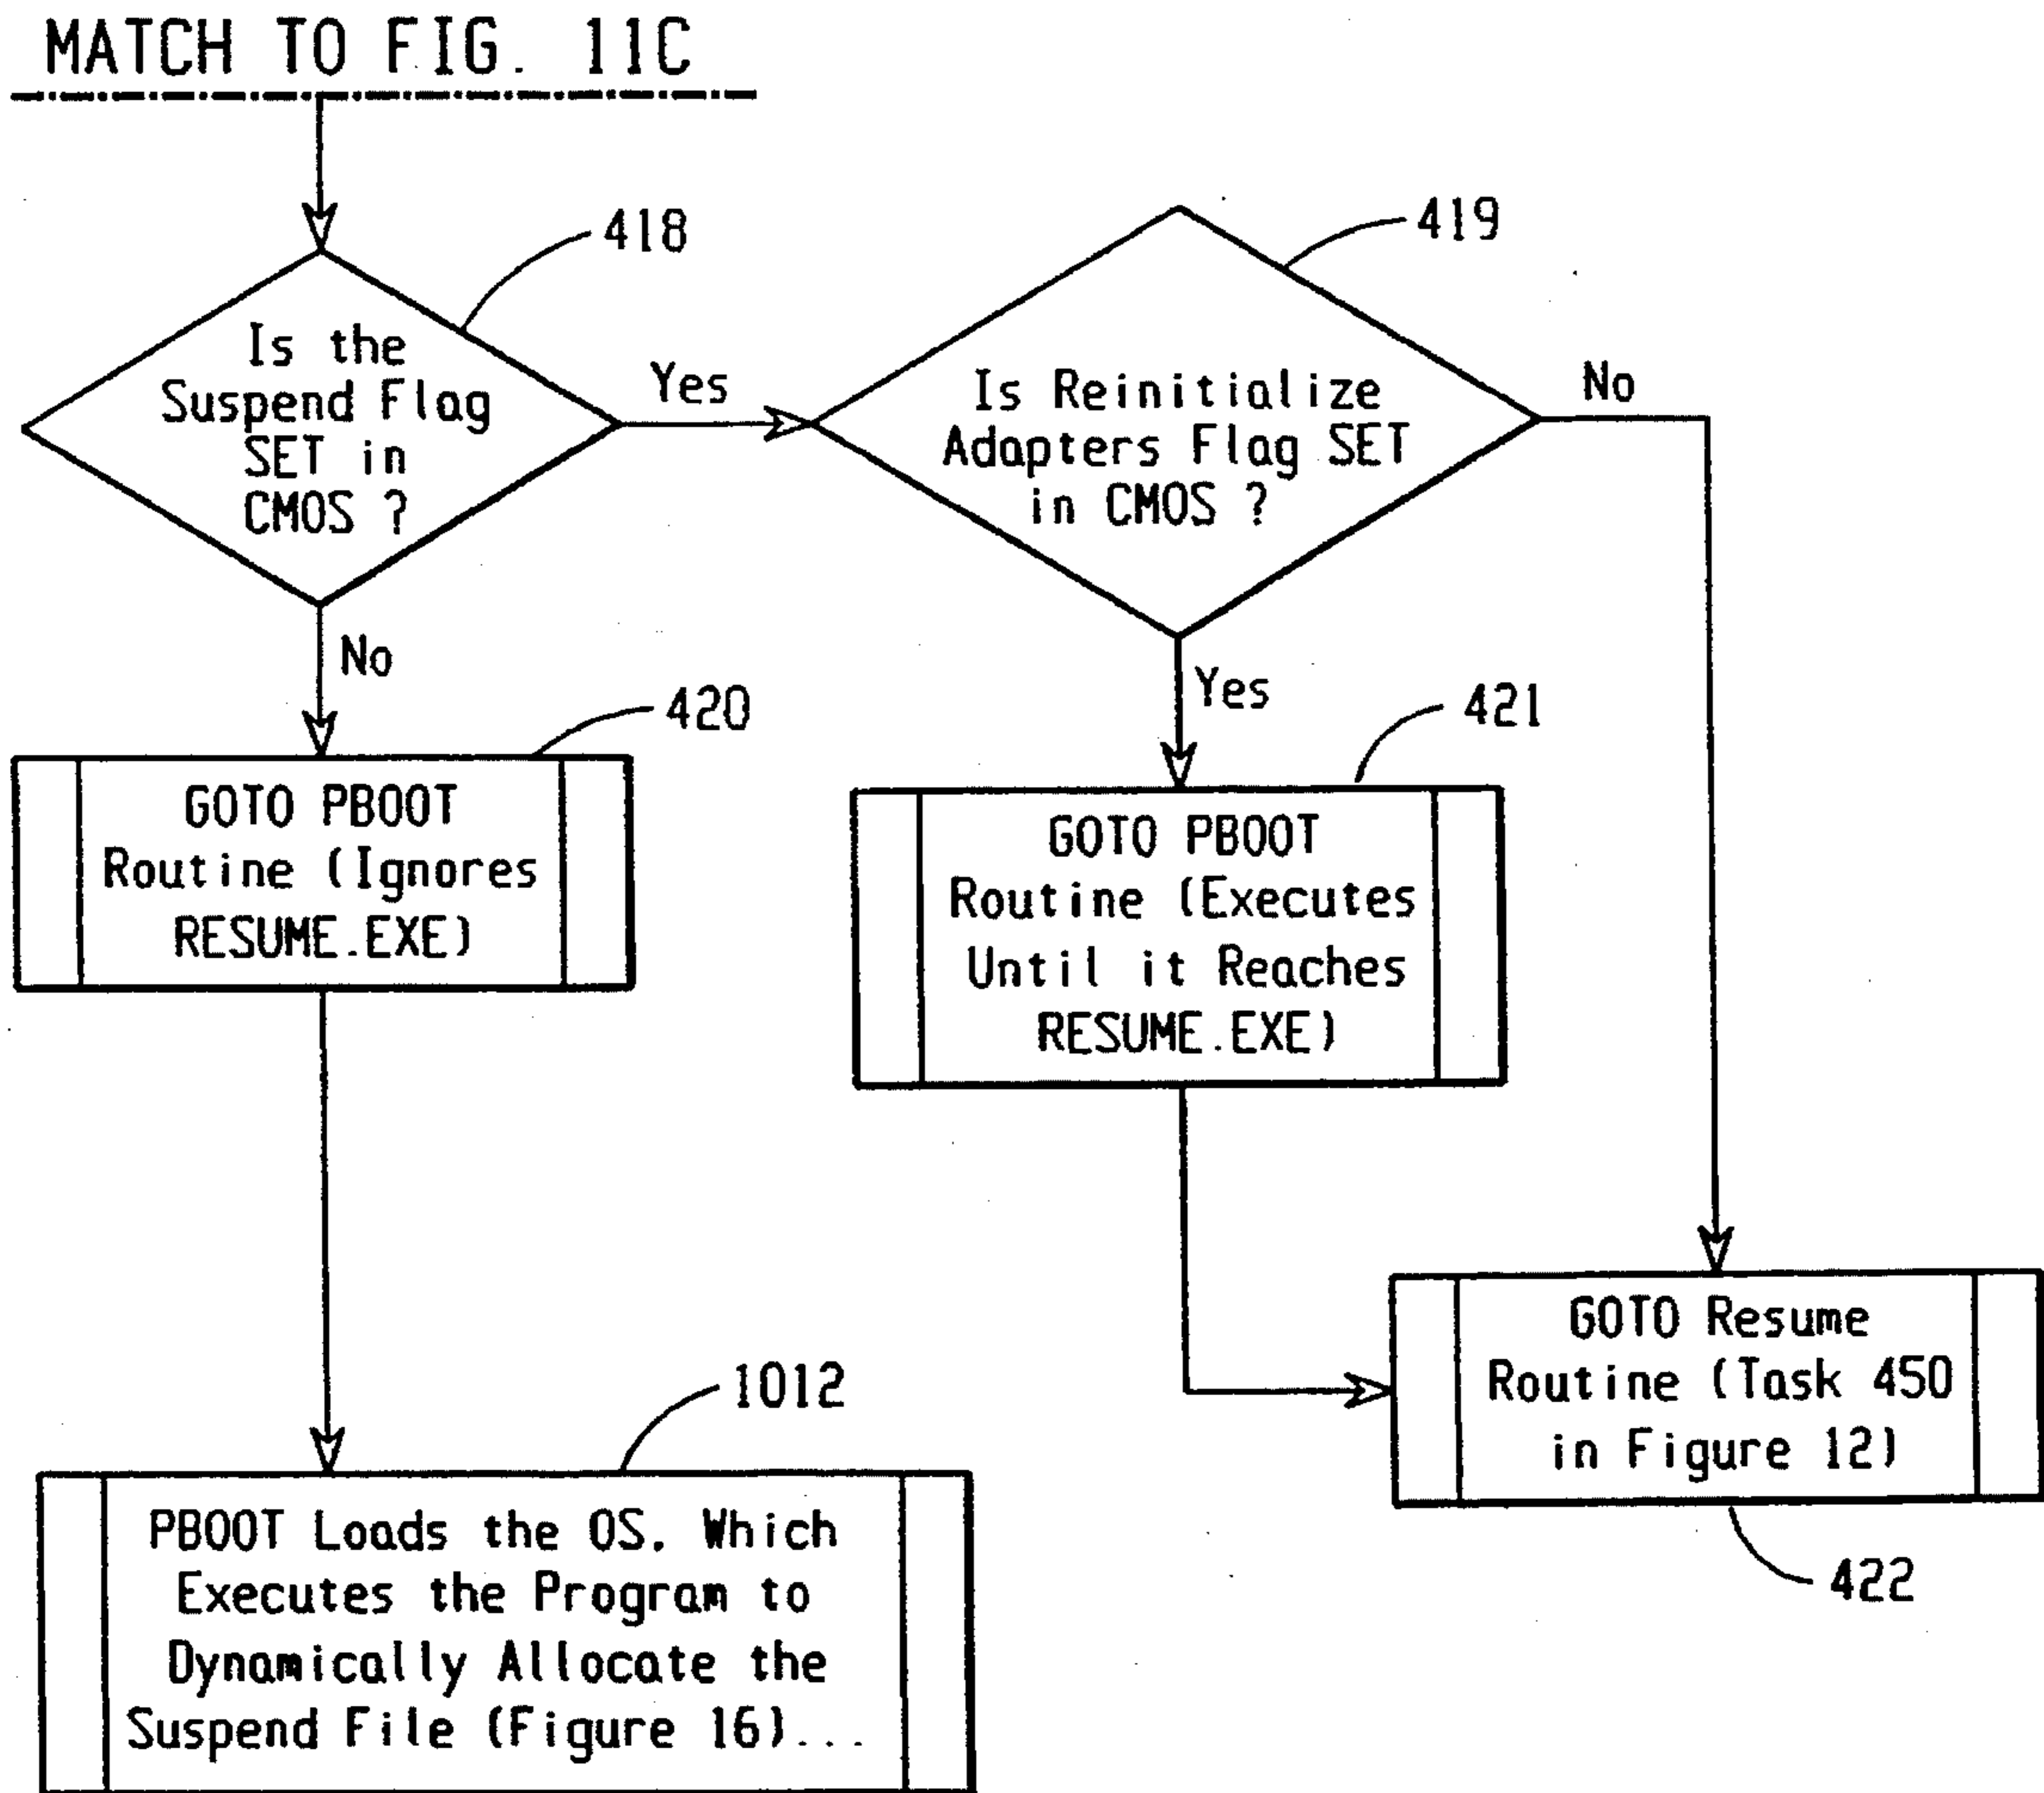 MATCH TO FIG. 11C
418
Is the
Suspend Flag
SET in
CMOS ?
Yes
419
Is Reinitialize
Adapters Flag SET
in CMOS ?
No
No
Yes
420
GOTO PBOOT
Routine (Ignores
RESUME.EXE)
421
GOTO PBOOT
Routine (Executes
Until it Reaches
RESUME.EXE)
GOTO Resume
Routine (Task 450
in Figure 12)
422
1012
PBOOT Loads the OS, Which
Executes the Program to
Dynamically Allocate the
Suspend File (Figure 16)...